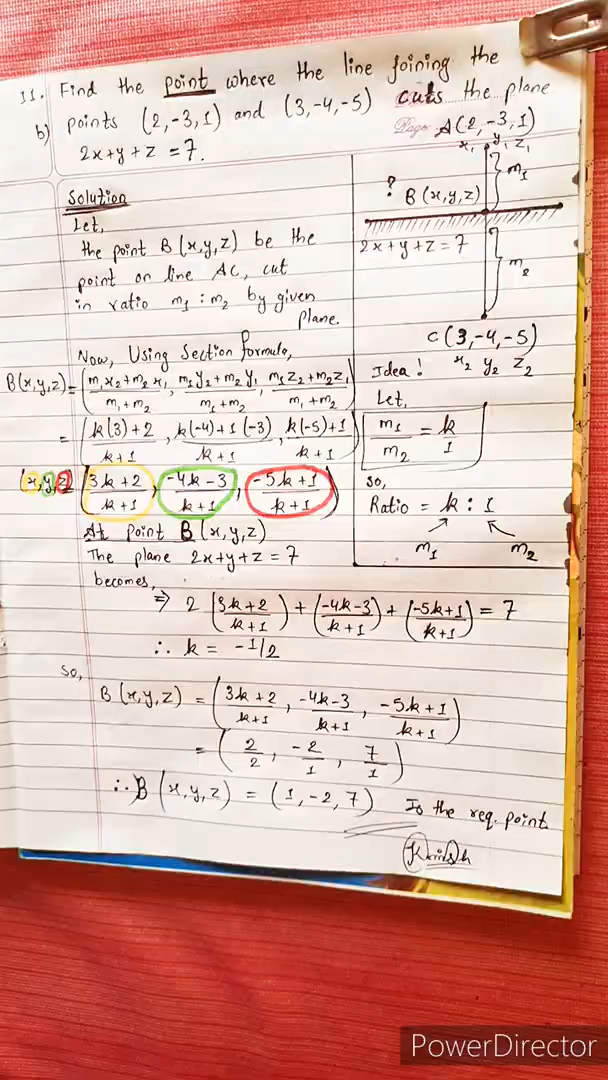 11. Find the point where the line joining the
b) points (2,-3,1) and (3,-4,-5) cuts the plane
2x+y+z =7.
Page:
A(2,-3,1)
x₁ y₁ z₁
m₁
? B(x,y,z)
2x+y+z=7
m₂
C(3,-4,-5)
x₂ y₂ z₂
Solution
Let,
the point B(x,y,z) be the
point on line AC, cut
in ratio m₁ : m₂ by given
plane.
Now, Using Section formula,
B(x,y,z)=(m₁x₂+m₂x₁/m₁+m₂, m₁y₂+m₂y₁/m₁+m₂, m₁z₂+m₂z₁/m₁+m₂)
= (k(3)+2/k+1, k(-4)+1(-3)/k+1, k(-5)+1/k+1)
(x,y,z)= (3k+2/k+1, -4k-3/k+1, -5k+1/k+1)
Idea!
Let,
m₁/m₂ = k/1
so,
Ratio = k : 1
m₁ m₂
At point B(x,y,z)
The plane 2x+y+z=7
becomes,
⇒ 2(3k+2/k+1)+(-4k-3/k+1)+(-5k+1/k+1)=7
∴ k = -1/2
So,
B(x,y,z) = (3k+2/k+1, -4k-3/k+1, -5k+1/k+1)
= (2/2, -2/1, 7/1)
∴B(x,y,z) = (1,-2,7) Is the req. point
Krish
PowerDirector